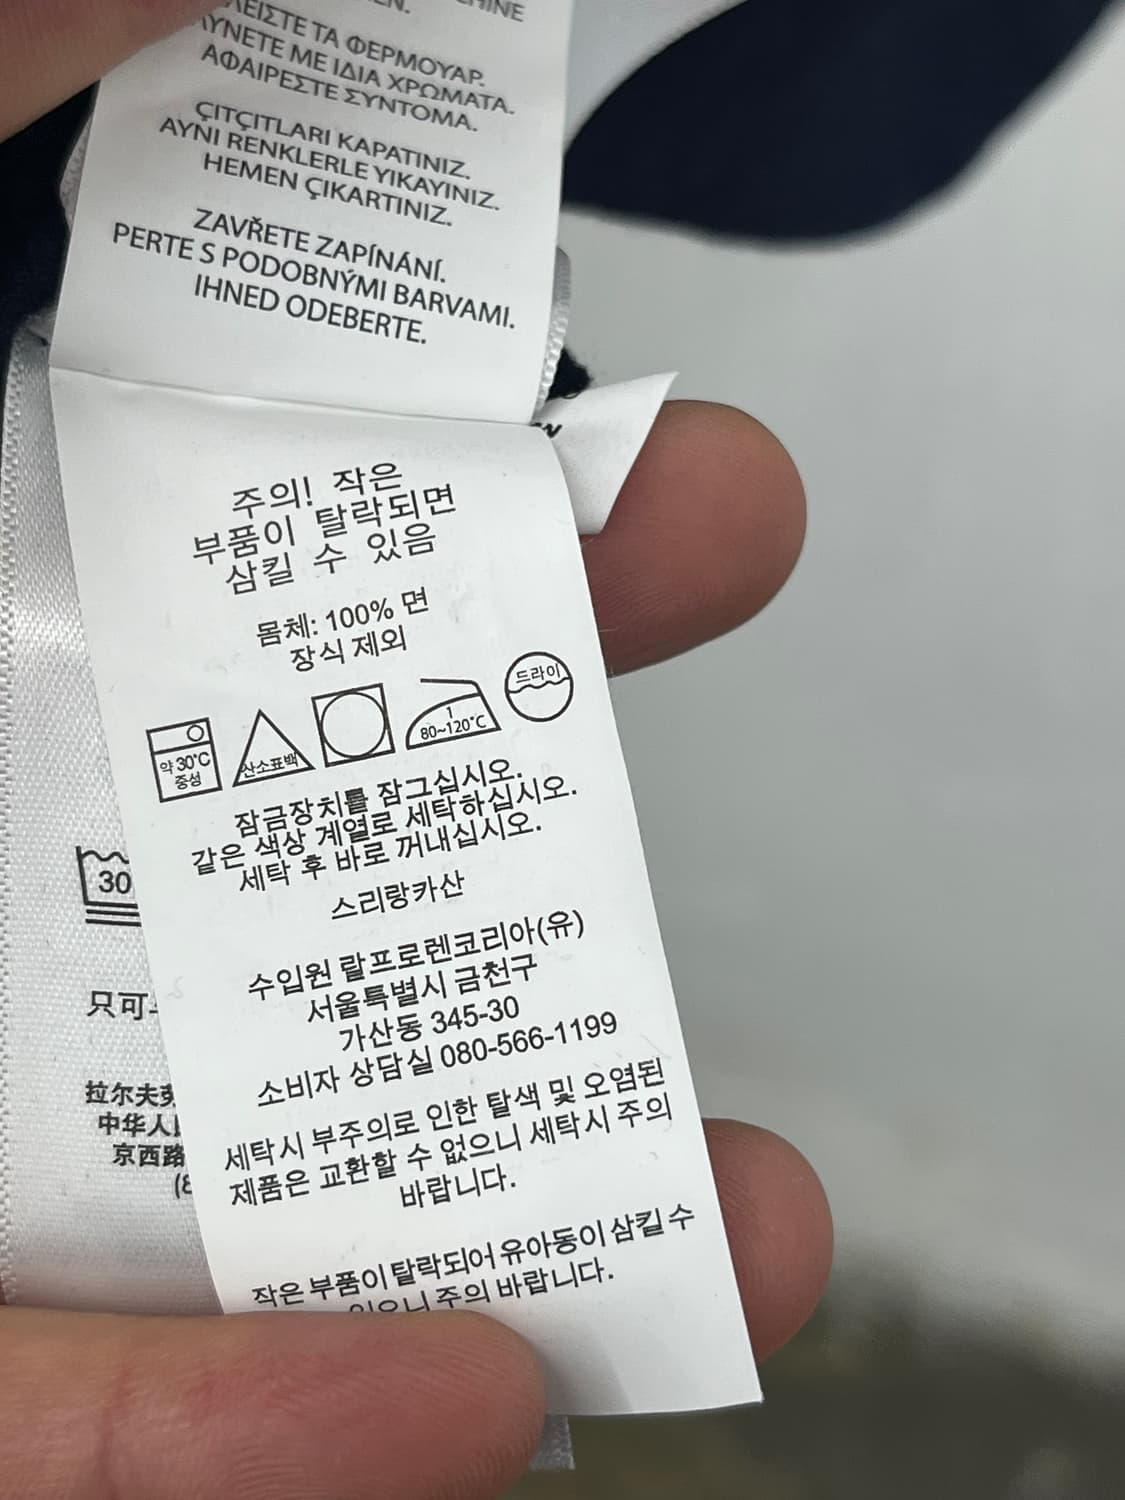 ΤΑ ΦΕΡΜΟΥΑΡ.
ΜΕ ΙΔΙΑ ΧΡΩΜΑΤΑ.
ΑΦΑΙΡΕΣΤΕ ΣΥΝΤΟΜΑ.
ÇITÇITLARI KAPATINIZ.
AYNI RENKLERLE YIKAYINIZ.
HEMEN ÇIKARTINIZ.
ZAVŘETE ZAPÍNÁNÍ.
PERTE S PODOBNÝMI BARVAMI.
IHNED ODEBERTE.
주의! 작은
부품이 탈락되면
삼킬 수 있음
몸체: 100% 면
장식 제외
약 30°C
중성
산소표백
1
80~120°C
드라이
잠금장치를 잠그십시오.
같은 색상 계열로 세탁하십시오.
세탁 후 바로 꺼내십시오.
스리랑카산
수입원 랄프로렌코리아(유)
서울특별시 금천구
가산동 345-30
소비자 상담실 080-566-1199
세탁시 부주의로 인한 탈색 및 오염된
제품은 교환할 수 없으니 세탁시 주의
바랍니다.
작은 부품이 탈락되어 유아동이 삼킬 수
있으니 주의 바랍니다.
30
只可
拉尔夫
中华人
京西路
(8